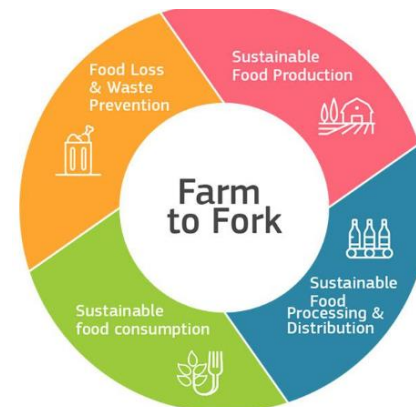 Food Loss
& Waste
Prevention
Sustainable
Food Production
Farm
to Fork
Sustainable
Food
Processing &
Distribution
Sustainable
food consumption